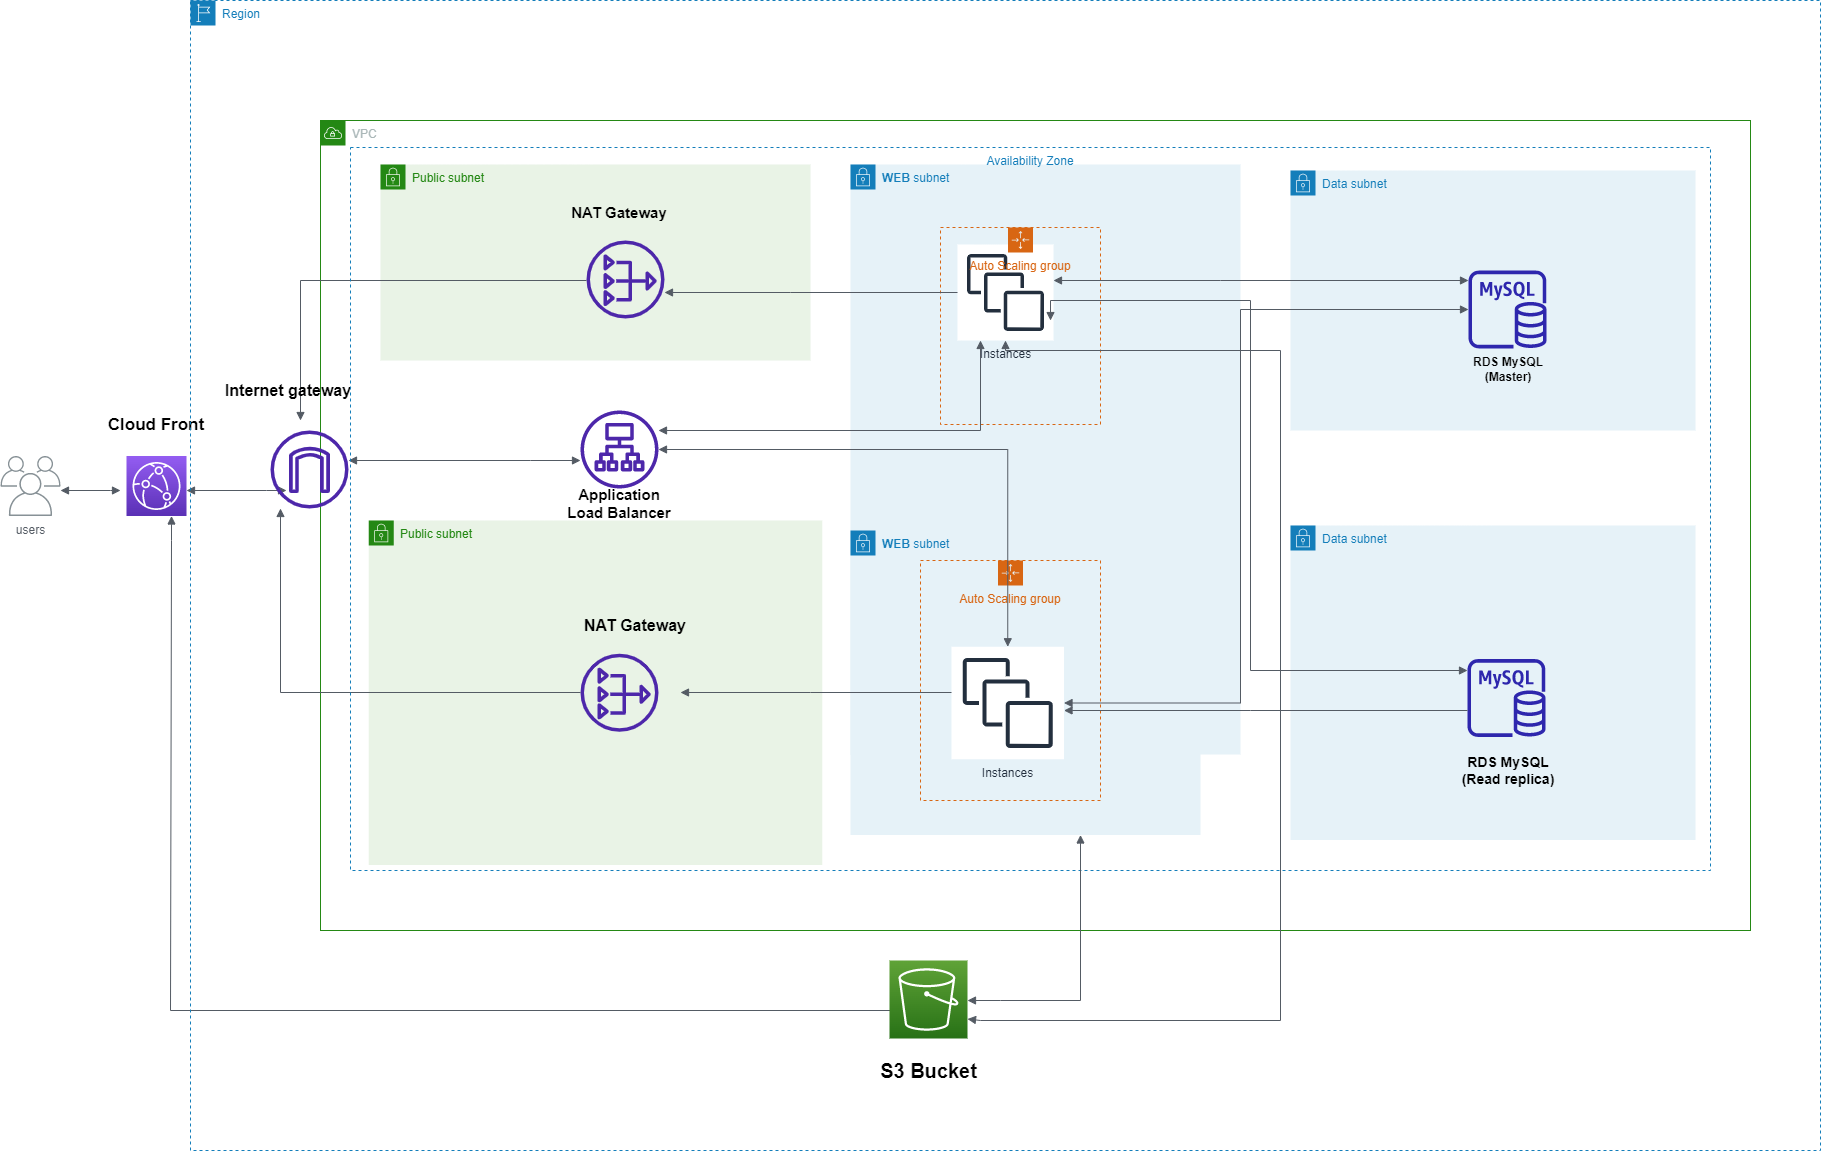 Region
VPC
Availability Zone
Public subnet
WEB subnet
Data subnet
NAT Gateway
Auto Scaling group
MySQL
Instances
RDS MySQL
(Master)
Internet gateway
Cloud Front
users
Application
Load Balancer
Public subnet
WEB subnet
Data subnet
Auto Scaling group
NAT Gateway
MySQL
Instances
RDS MySQL
(Read replica)
S3 Bucket